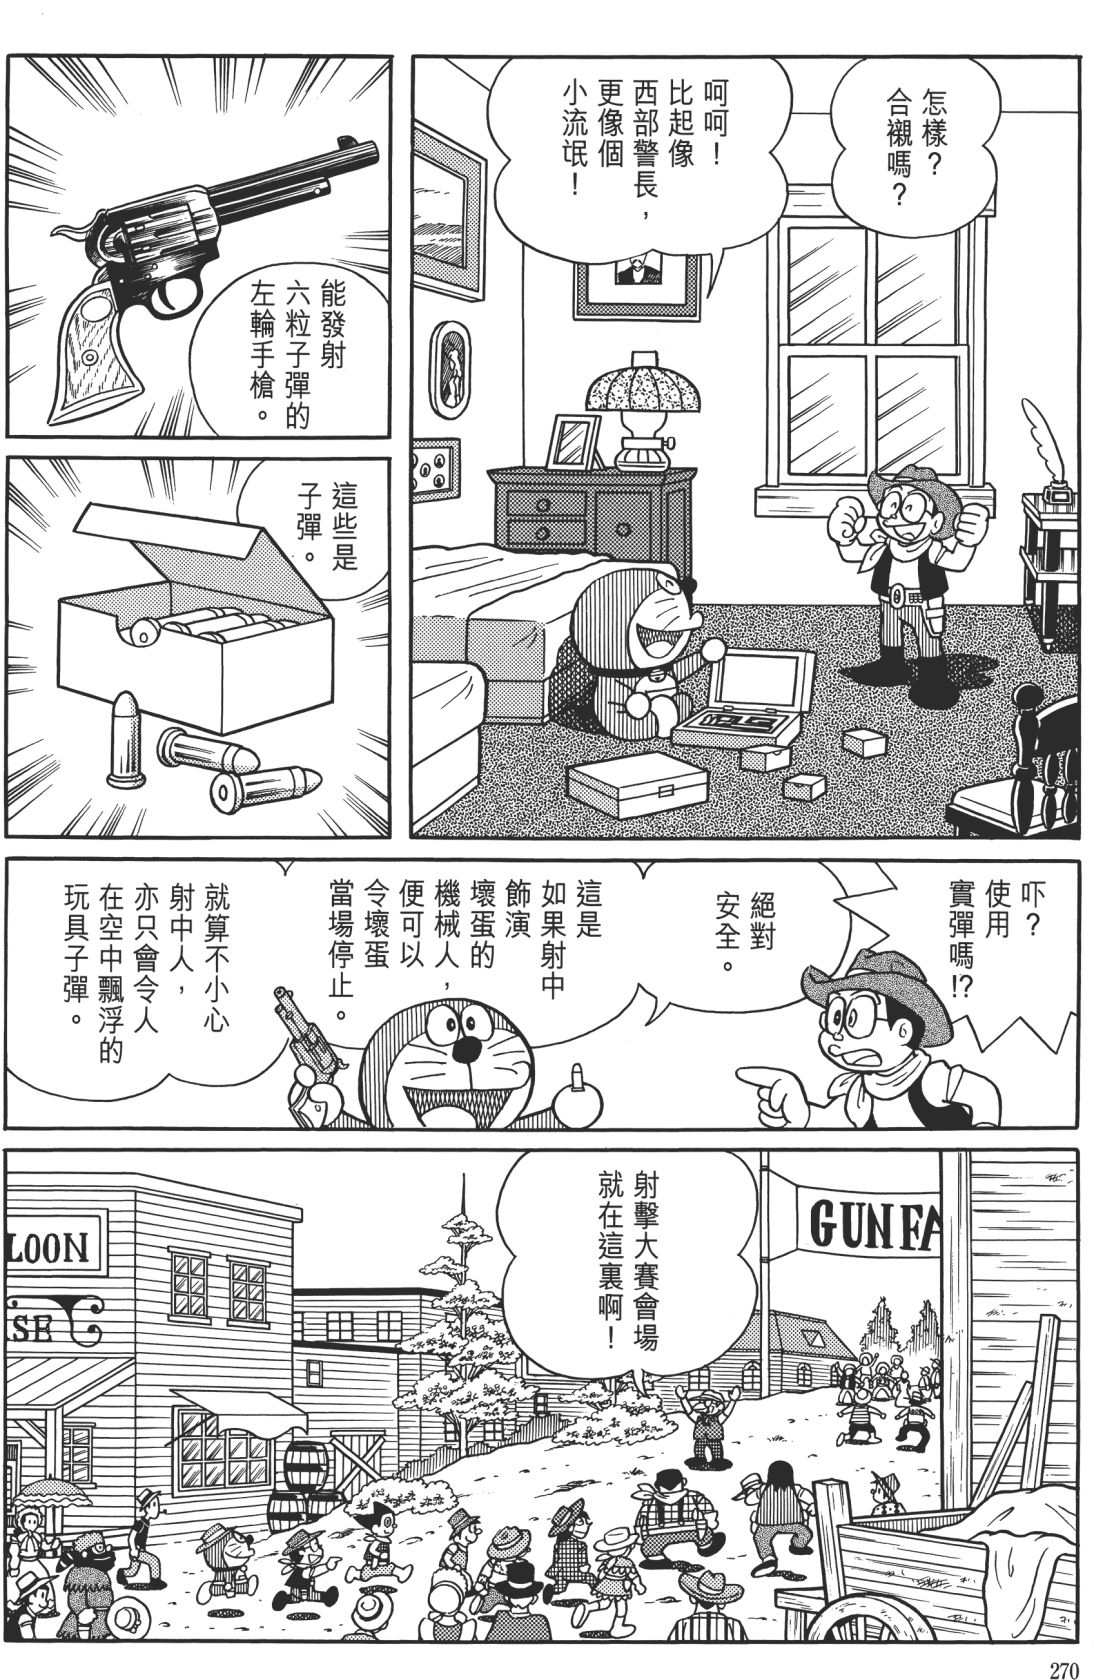 怎樣？
合襯嗎？
呵呵！
比起像
西部警長，
更像個
小流氓！
能發射
六粒子彈的
左輪手槍。
這些是
子彈。
吓？
使用
實彈嗎!?
絕對
安全。
這是
如果射中
飾演
壞蛋的
機械人，
便可以
令壞蛋
當場停止。
就算不小心
射中人，
亦只會令人
在空中飄浮的
玩具子彈。
射擊大賽會場
就在這裏啊！
GUNFA
LOON
SE
270